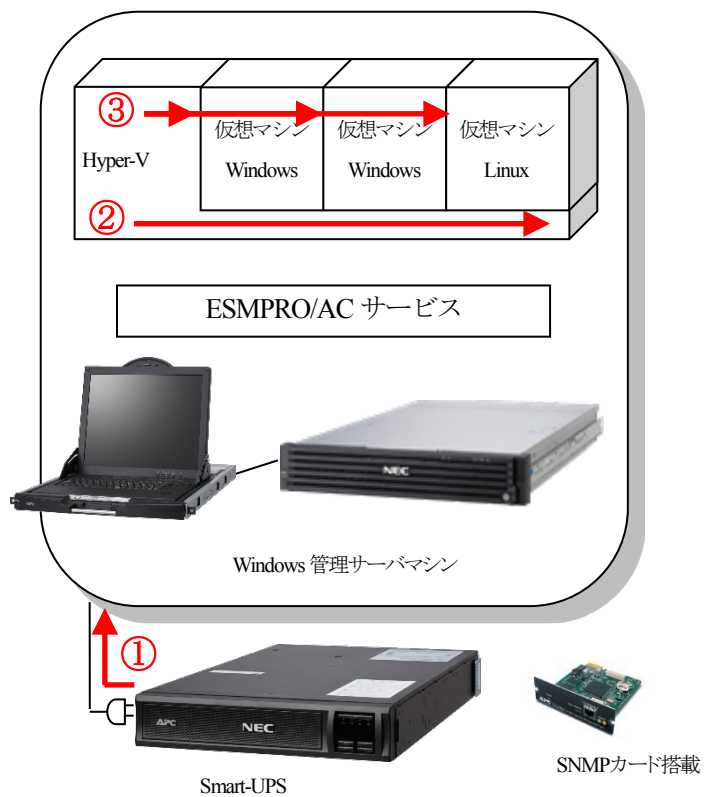 ③
仮想マシン
仮想マシン
仮想マシン
Hyper-V
Windows
Windows
Linux
②
ESMPRO/AC サービス
NEC
Windows 管理サーバマシン
①
APC
NEC
APC
SNMPカード搭載
Smart-UPS